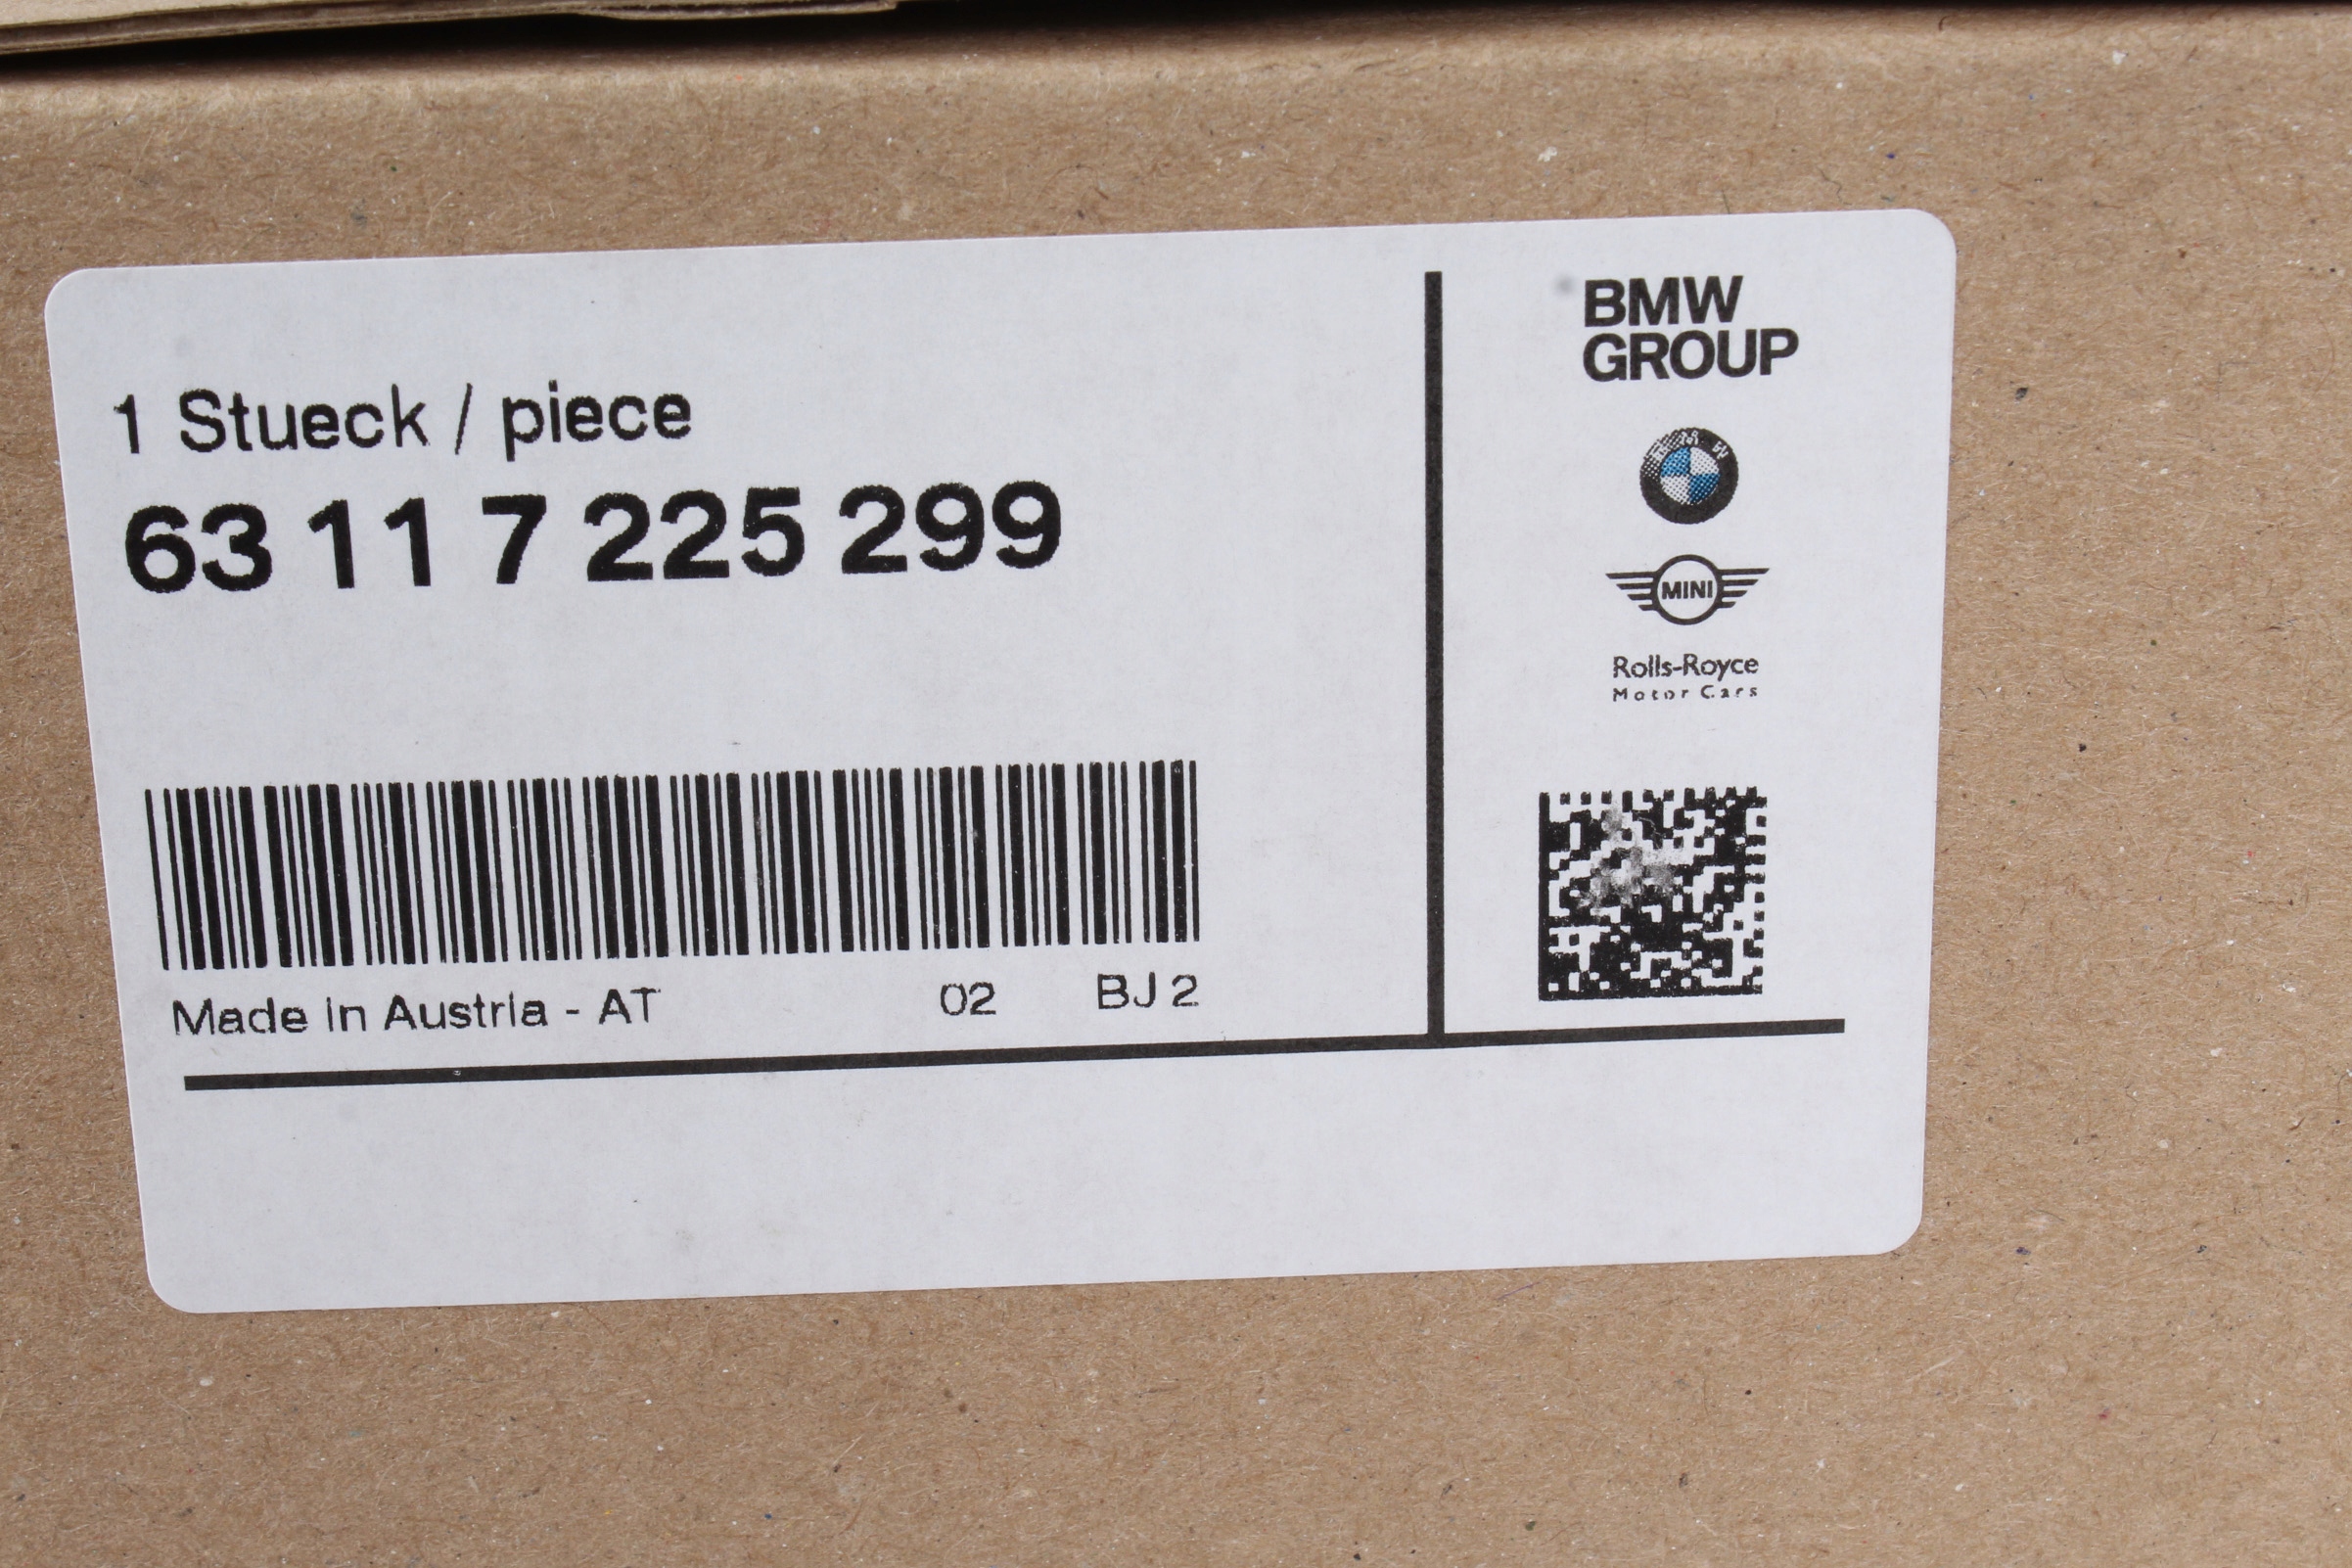 1 Stueck / piece
63 11 7 225 299
Made in Austria - AT 02 BJ 2
BMW
GROUP
BMW
MINI
Rolls-Royce
Motor Cars